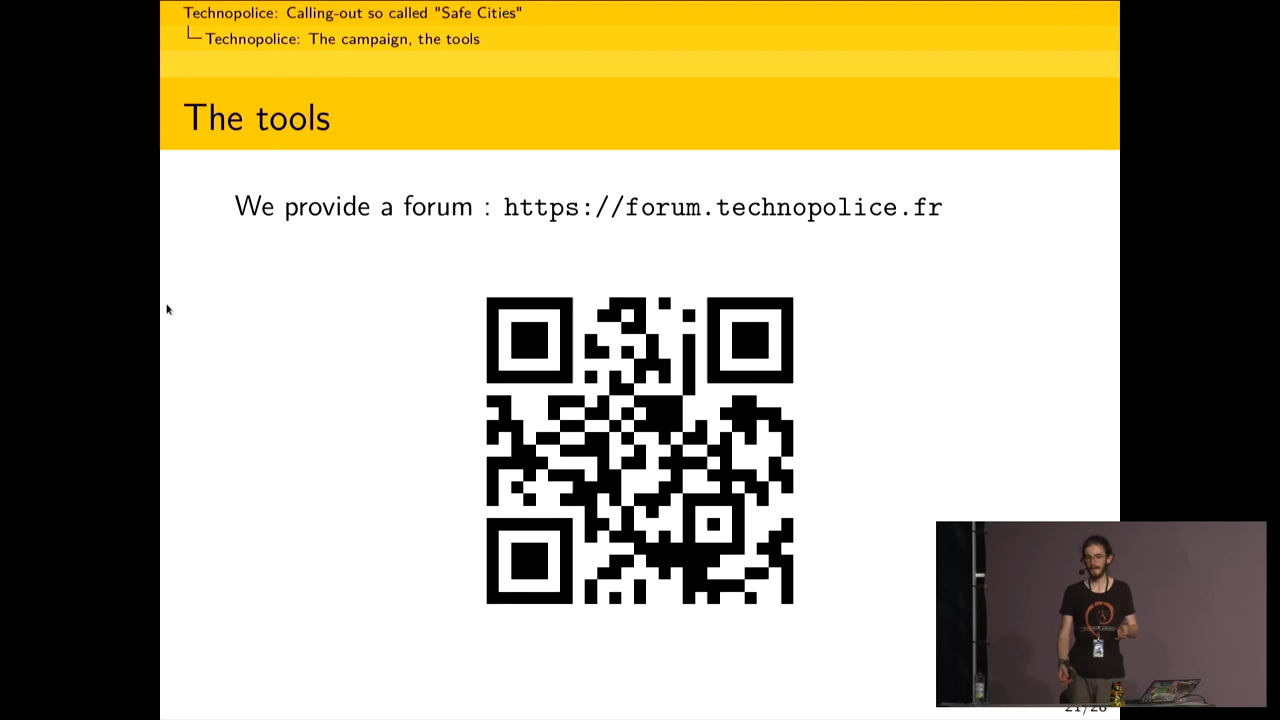 Technopolice: Calling-out so called "Safe Cities"
Technopolice: The campaign, the tools
The tools
We provide a forum : https://forum.technopolice.fr